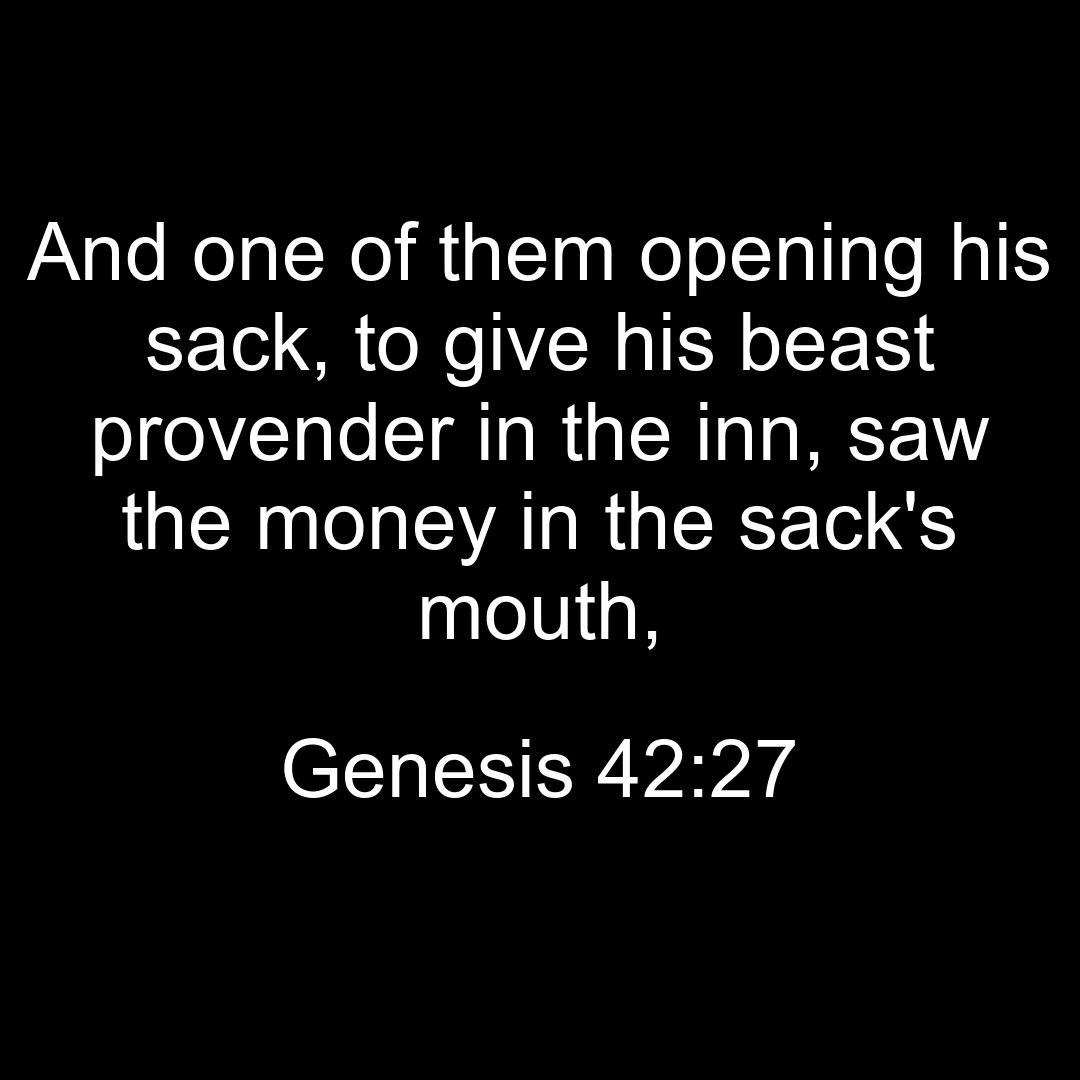 And one of them opening his
sack, to give his beast
provender in the inn, saw
the money in the sack's
mouth,
Genesis 42:27